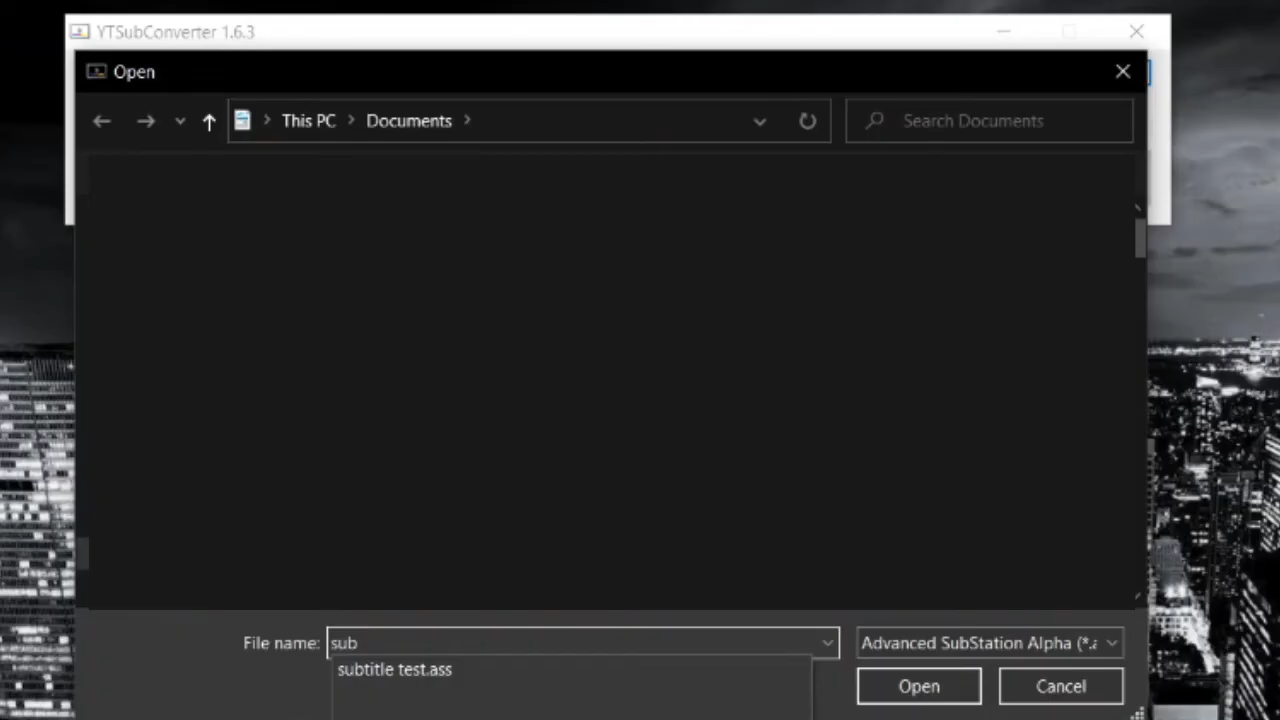 YTSubConverter 1.6.3
Open
This PC > Documents >
Search Documents
File name: sub
Advanced SubStation Alpha (*.a
subtitle test.ass
Open
Cancel